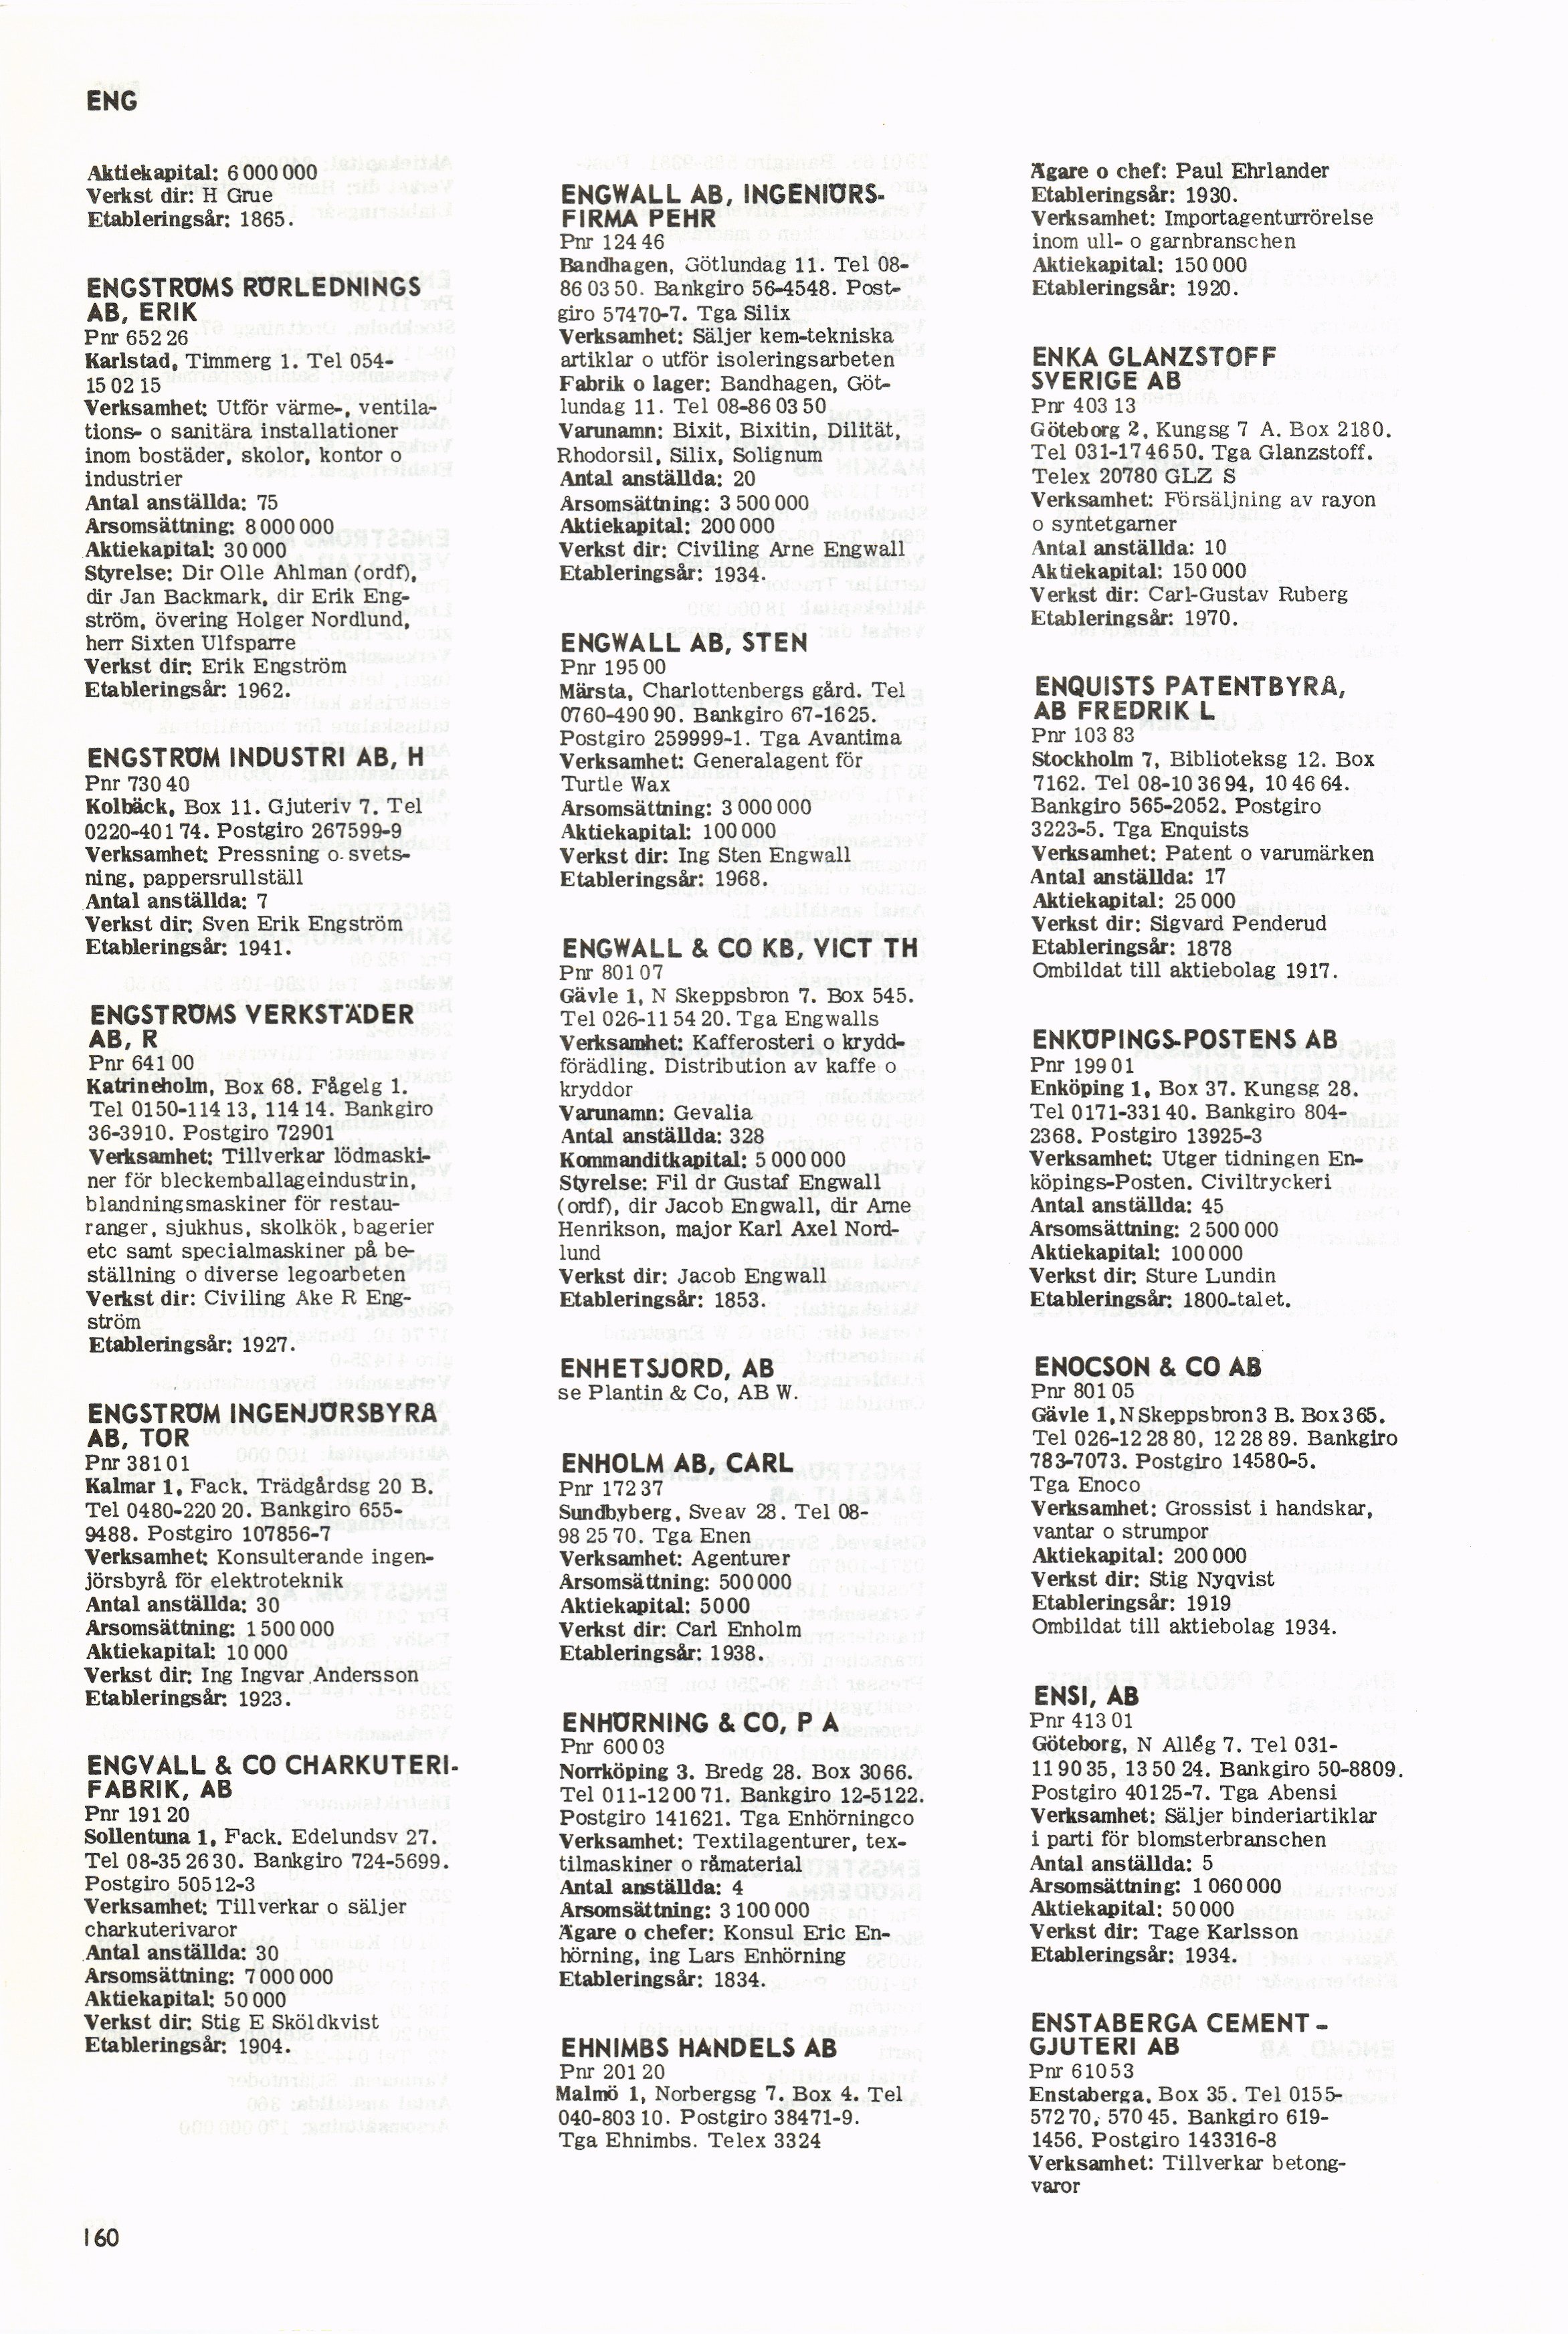 ENG
Aktiekapital: 6 000 000
Verkst dir: H Grue
Etableringsår: 1865.
ENGSTRÖMS RÖRLEDNINGS
AB, ERIK
Pnr 652 26
Karlstad, Timmerg 1. Tel 054-
15 02 15
Verksamhet: Utför värme-, ventila-
tions- o sanitära installationer
inom bostäder, skolor, kontor o
industrier
Antal anställda: 75
Årsomsättning: 8 000 000
Aktiekapital: 30 000
Styrelse: Dir Olle Ahlman (ordf),
dir Jan Backmark, dir Erik Eng-
ström, övering Holger Nordlund,
herr Sixten Ulfsparre
Verkst dir: Erik Engström
Etableringsår: 1962.
ENGSTRÖM INDUSTRI AB, H
Pnr 730 40
Kolbäck, Box 11. Gjuteriv 7. Tel
0220-401 74. Postgiro 267599-9
Verksamhet: Pressning o svets-
ning, pappersrullställ
Antal anställda: 7
Verkst dir: Sven Erik Engström
Etableringsår: 1941.
ENGSTRÖMS VERKSTÄDER
AB, R
Pnr 641 00
Katrineholm, Box 68. Fågelg 1.
Tel 0150-114 13, 114 14. Bankgiro
36-3910. Postgiro 72901
Verksamhet: Tillverkar lödmaski-
ner för bleckemballageindustrin,
blandningsmaskiner för restau-
ranger, sjukhus, skolkök, bagerier
etc samt specialmaskiner på be-
ställning o diverse legoarbeten
Verkst dir: Civiling Åke R Eng-
ström
Etableringsår: 1927.
ENGSTRÖM INGENJÖRSBYRÅ
AB, TOR
Pnr 381 01
Kalmar 1, Fack. Trädgårdsg 20 B.
Tel 0480-220 20. Bankgiro 655-
9488. Postgiro 107856-7
Verksamhet: Konsulterande ingen-
jörsbyrå för elektroteknik
Antal anställda: 30
Årsomsättning: 1 500 000
Aktiekapital: 10 000
Verkst dir: Ing Ingvar Andersson
Etableringsår: 1923.
ENGVALL & CO CHARKUTERI-
FABRIK, AB
Pnr 191 20
Sollentuna 1, Fack. Edelundsv 27.
Tel 08-35 26 30. Bankgiro 724-5699.
Postgiro 50512-3
Verksamhet: Tillverkar o säljer
charkuterivaror
Antal anställda: 30
Årsomsättning: 7 000 000
Aktiekapital: 50 000
Verkst dir: Stig E Sköldkvist
Etableringsår: 1904.
160
ENGWALL AB, INGENIÖRS-
FIRMA PEHR
Pnr 124 46
Bandhagen, Götlundag 11. Tel 08-
86 03 50. Bankgiro 56-4548. Post-
giro 57470-7. Tga Silix
Verksamhet: Säljer kem-tekniska
artiklar o utför isoleringsarbeten
Fabrik o lager: Bandhagen, Göt-
lundag 11. Tel 08-86 03 50
Varunamn: Bixit, Bixitin, Dilität,
Rhodorsil, Silix, Solignum
Antal anställda: 20
Årsomsättning: 3 500 000
Aktiekapital: 200 000
Verkst dir: Civiling Arne Engwall
Etableringsår: 1934.
ENGWALL AB, STEN
Pnr 195 00
Märsta, Charlottenbergs gård. Tel
0760-490 90. Bankgiro 67-1625.
Postgiro 259999-1. Tga Avantima
Verksamhet: Generalagent för
Turtle Wax
Årsomsättning: 3 000 000
Aktiekapital: 100 000
Verkst dir: Ing Sten Engwall
Etableringsår: 1968.
ENGWALL & CO KB, VICT TH
Pnr 801 07
Gävle 1, N Skeppsbron 7. Box 545.
Tel 026-11 54 20. Tga Engwalls
Verksamhet: Kafferosteri o krydd-
förädling. Distribution av kaffe o
kryddor
Varunamn: Gevalia
Antal anställda: 328
Kommanditkapital: 5 000 000
Styrelse: Fil dr Gustaf Engwall
(ordf), dir Jacob Engwall, dir Arne
Henrikson, major Karl Axel Nord-
lund
Verkst dir: Jacob Engwall
Etableringsår: 1853.
ENHETSJORD, AB
se Plantin & Co, AB W.
ENHOLM AB, CARL
Pnr 172 37
Sundbyberg, Sveav 28. Tel 08-
98 25 70. Tga Enen
Verksamhet: Agenturer
Årsomsättning: 500 000
Aktiekapital: 5000
Verkst dir: Carl Enholm
Etableringsår: 1938.
ENHÖRNING & CO, P A
Pnr 600 03
Norrköping 3. Bredg 28. Box 3066.
Tel 011-12 00 71. Bankgiro 12-5122.
Postgiro 141621. Tga Enhörningco
Verksamhet: Textilagenturer, tex-
tilmaskiner o råmaterial
Antal anställda: 4
Årsomsättning: 3 100 000
Ägare o chefer: Konsul Eric En-
hörning, ing Lars Enhörning
Etableringsår: 1834.
EHNIMBS HANDELS AB
Pnr 201 20
Malmö 1, Norbergsg 7. Box 4. Tel
040-803 10. Postgiro 38471-9.
Tga Ehnimbs. Telex 3324
Ägare o chef: Paul Ehrlander
Etableringsår: 1930.
Verksamhet: Importagenturrörelse
inom ull- o garnbranschen
Aktiekapital: 150 000
Etableringsår: 1920.
ENKA GLANZSTOFF
SVERIGE AB
Pnr 403 13
Göteborg 2, Kungsg 7 A. Box 2180.
Tel 031-17 46 50. Tga Glanzstoff.
Telex 20780 GLZ S
Verksamhet: Försäljning av rayon
o syntetgarner
Antal anställda: 10
Aktiekapital: 150 000
Verkst dir: Carl-Gustav Ruberg
Etableringsår: 1970.
ENQUISTS PATENTBYRÅ,
AB FREDRIK L
Pnr 103 83
Stockholm 7, Biblioteksg 12. Box
7162. Tel 08-10 36 94, 10 46 64.
Bankgiro 565-2052. Postgiro
3223-5. Tga Enquists
Verksamhet: Patent o varumärken
Antal anställda: 17
Aktiekapital: 25 000
Verkst dir: Sigvard Penderud
Etableringsår: 1878
Ombildat till aktiebolag 1917.
ENKÖPINGS-POSTENS AB
Pnr 199 01
Enköping 1, Box 37. Kungsg 28.
Tel 0171-331 40. Bankgiro 804-
2368. Postgiro 13925-3
Verksamhet: Utger tidningen En-
köpings-Posten. Civiltryckeri
Antal anställda: 45
Årsomsättning: 2 500 000
Aktiekapital: 100 000
Verkst dir: Sture Lundin
Etableringsår: 1800-talet.
ENOCSON & CO AB
Pnr 801 05
Gävle 1, N Skeppsbron 3 B. Box 365.
Tel 026-12 28 80, 12 28 89. Bankgiro
783-7073. Postgiro 14580-5.
Tga Enoco
Verksamhet: Grossist i handskar,
vantar o strumpor
Aktiekapital: 200 000
Verkst dir: Stig Nyqvist
Etableringsår: 1919
Ombildat till aktiebolag 1934.
ENSI, AB
Pnr 413 01
Göteborg, N Allég 7. Tel 031-
11 90 35, 13 50 24. Bankgiro 50-8809.
Postgiro 40125-7. Tga Abensi
Verksamhet: Säljer binderiartiklar
i parti för blomsterbranschen
Antal anställda: 5
Årsomsättning: 1 060 000
Aktiekapital: 50 000
Verkst dir: Tage Karlsson
Etableringsår: 1934.
ENSTABERGA CEMENT-
GJUTERI AB
Pnr 610 53
Enstaberga, Box 35. Tel 0155-
572 70, 570 45. Bankgiro 619-
1456. Postgiro 143316-8
Verksamhet: Tillverkar betong-
varor